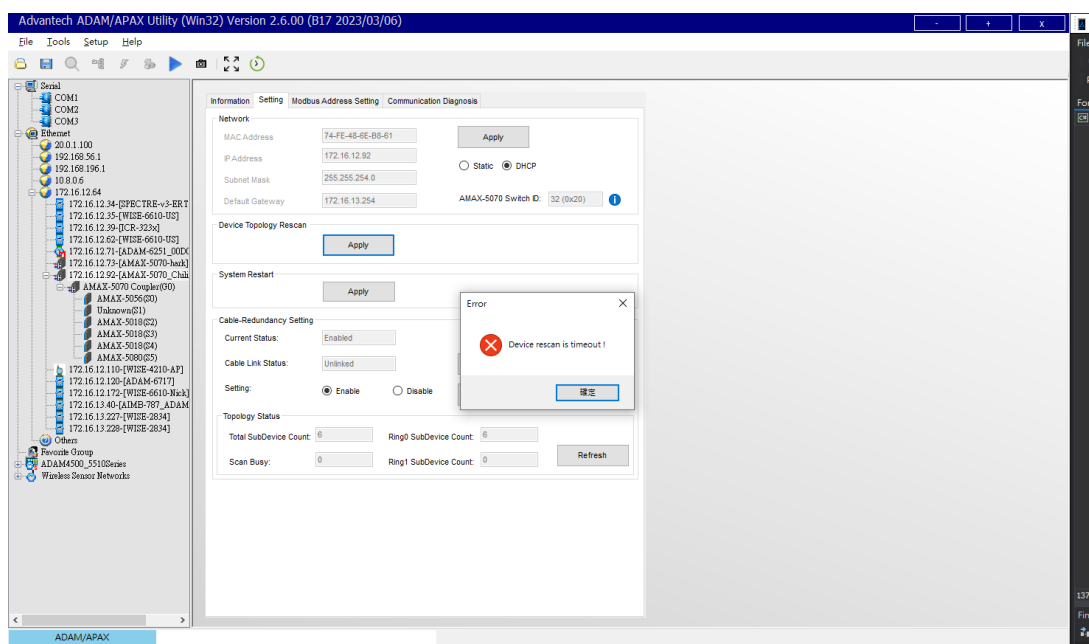 Advantech ADAM/APAX Utility (Win32) Version 2.6.00 (B17 2023/03/06)
- + x
File Tools Setup Help
Serial
COM1
COM2
COM3
Ethernet
20.0.1.100
192.168.56.1
192.168.196.1
10.8.0.6
172.16.12.64
172.16.12.34-[SPECTRE-v3-ERT
172.16.12.35-[WISE-6610-US]
172.16.12.39-[ICR-323x]
172.16.12.62-[WISE-6610-US]
172.16.12.71-[ADAM-6251_00D0
172.16.12.73-[AMAX-5070-hank]
172.16.12.92-[AMAX-5070_Chili
AMAX-5070 Coupler(G0)
AMAX-5056(S0)
Unknown(S1)
AMAX-5018(S2)
AMAX-5018(S3)
AMAX-5018(S4)
AMAX-5080(S5)
172.16.12.110-[WISE-4210-AP]
172.16.12.120-[ADAM-6717]
172.16.12.172-[WISE-6610-Nick]
172.16.13.40-[AIMB-787_ADAM
172.16.13.227-[WISE-2834]
172.16.13.228-[WISE-2834]
Others
Favorite Group
ADAM4500_5510Series
Wireless Sensor Networks
Information Setting Modbus Address Setting Communication Diagnosis
Network
MAC Address 74-FE-48-6E-B8-61 Apply
IP Address 172.16.12.92 Static DHCP
Subnet Mask 255.255.254.0
Default Gateway 172.16.13.254 AMAX-5070 Switch ID: 32 (0x20)
Device Topology Rescan
Apply
System Restart
Apply
Cable-Redundancy Setting
Current Status: Enabled
Cable Link Status: Unlinked
Setting: Enable Disable
Topology Status
Total SubDevice Count: 6 Ring0 SubDevice Count: 6
Scan Busy: 0 Ring1 SubDevice Count: 0 Refresh
Error
Device rescan is timeout !
確定
ADAM/APAX
File
For
C#
137
Fin